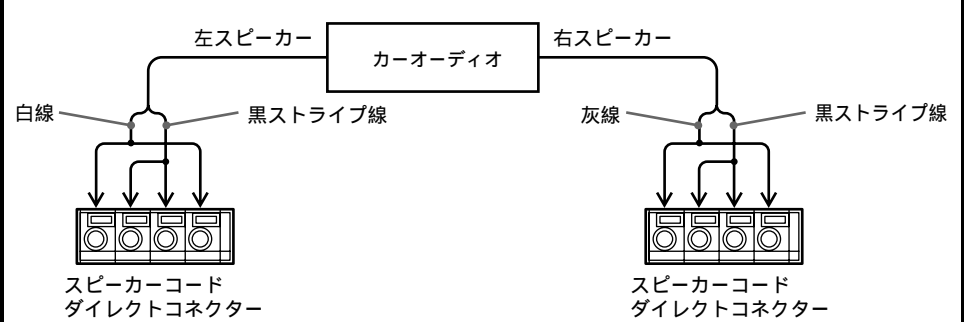 左スピーカー
カーオーディオ
右スピーカー
白線
黒ストライプ線
灰線
黒ストライプ線
スピーカーコード
ダイレクトコネクター
スピーカーコード
ダイレクトコネクター